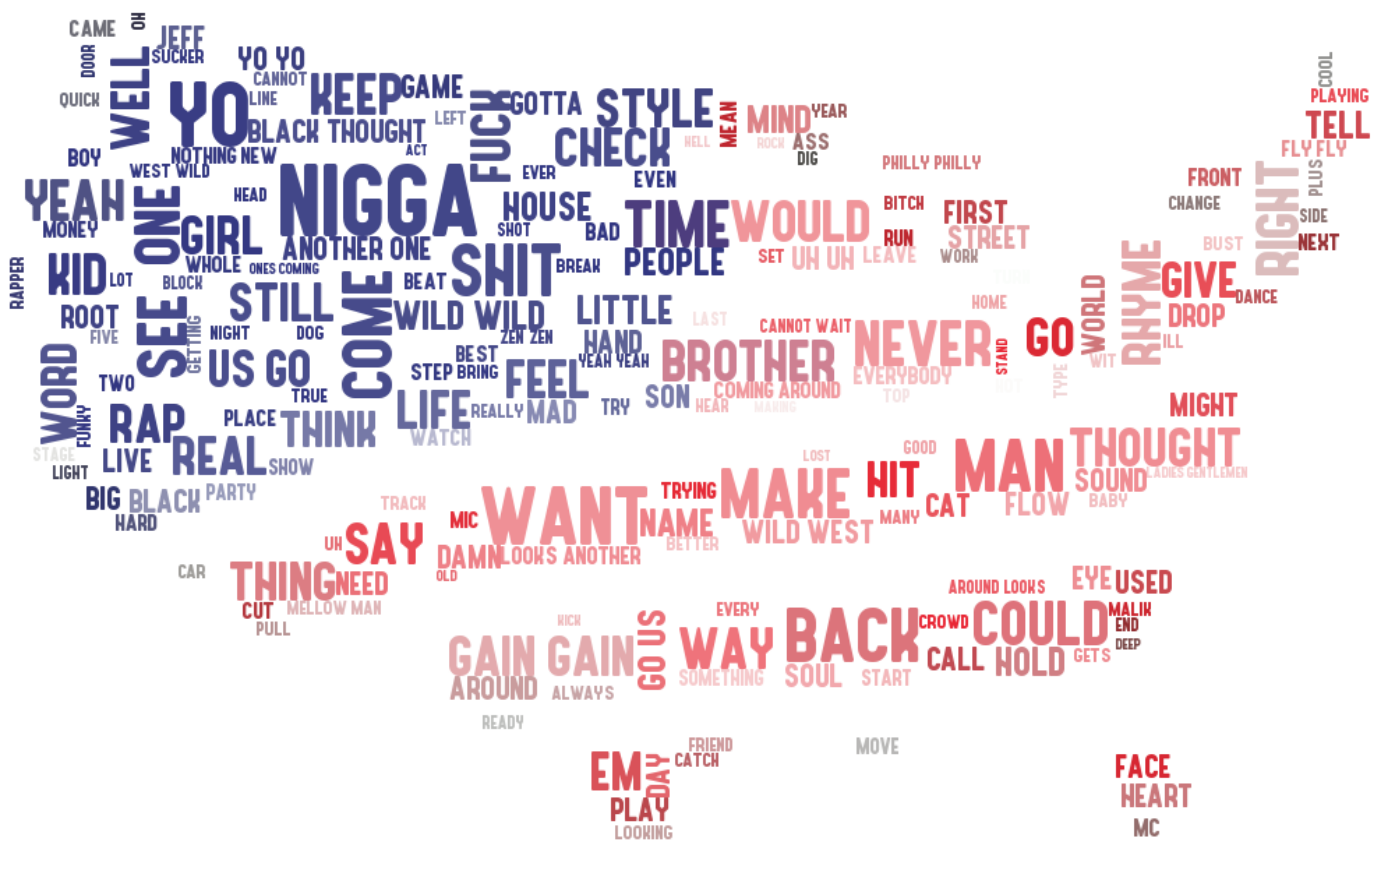 CAME
OH
JEFF
SUCKER
DOOR
WELL
YO YO
CANNOT
QUICK
YO
LINE
KEEP
GAME
LEFT
FUCK
GOTTA
STYLE
MEAN
MIND
YEAR
COOL
PLAYING
TELL
BLACK THOUGHT
ACT
CHECK
HELL
ROCK
ASS
DIG
FLY FLY
BOY
NOTHING NEW
WEST WILD
EVER
EVEN
PHILLY PHILLY
FRONT
RIGHT
PLUS
YEAH
HEAD
NIGGA
HOUSE
TIME
WOULD
BITCH
FIRST
CHANGE
SIDE
MONEY
ONE
GIRL
ANOTHER ONE
SHOT
BAD
RUN
STREET
BUST
NEXT
RAPPER
KID
LOT
WHOLE
ONES COMING
SHIT
BREAK
PEOPLE
SET
UH UH
LEAVE
WORK
RHYME
GIVE
DANCE
BLOCK
BEAT
COME
STILL
ROOT
FIVE
SEE
GETTING
NIGHT
DOG
WILD WILD
ZEN ZEN
LITTLE
LAST
CANNOT WAIT
HOME
WORLD
DROP
HAND
YEAH YEAH
BROTHER
NEVER
STAND
GO
ILL
WIT
WORD
TWO
US GO
TRUE
BEST
STEP
BRING
FEEL
EVERYBODY
TYPE
FUNKY
RAP
PLACE
THINK
LIFE
REALLY
MAD
TRY
SON
HEAR
COMING AROUND
MAKING
TOP
MIGHT
STAGE
LIGHT
LIVE
REAL
SHOW
WATCH
LOST
GOOD
MAN
THOUGHT
BIG
BLACK
PARTY
HARD
TRACK
MIC
WANT
TRYING
MAKE
HIT
SOUND
LADIES GENTLEMEN
CAT
FLOW
BABY
NAME
WILD WEST
MANY
UH
SAY
DAMN
LOOKS ANOTHER
BETTER
OLD
CAR
THING
NEED
AROUND LOOKS
EYE
USED
CUT
MELLOW MAN
PULL
KICK
GO US
EVERY
BACK
CROWD
COULD
MALIK
END
DEEP
GAIN GAIN
WAY
CALL
HOLD
GETS
AROUND
ALWAYS
SOMETHING
SOUL
START
READY
FRIEND
MOVE
EM
DAY
CATCH
FACE
PLAY
HEART
LOOKING
MC